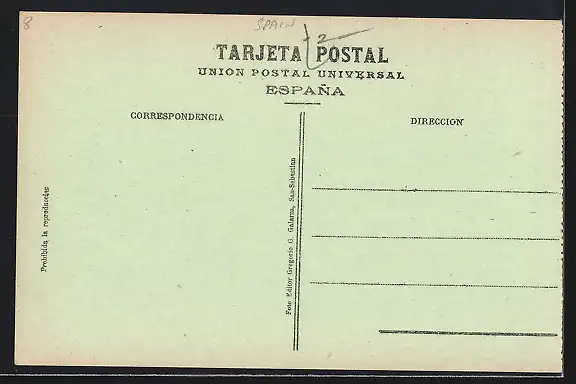 8
SPAIN
2
TARJETA POSTAL
UNION POSTAL UNIVERSAL
ESPAÑA
CORRESPONDENCIA
DIRECCION
Prohibida la reproducción
Foto Editor Gregorio G. Galarza, San-Sebastian